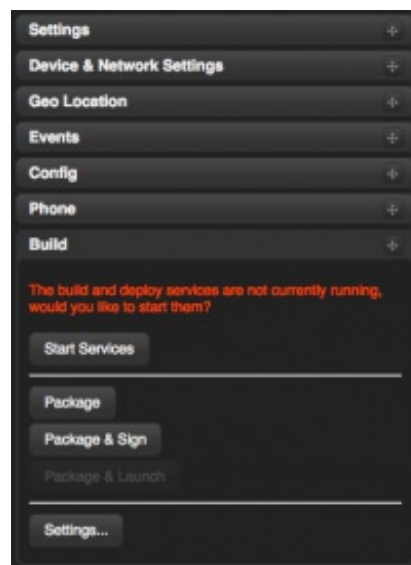 Settings
Device & Network Settings
Geo Location
Events
Config
Phone
Build
The build and deploy services are not currently running,
would you like to start them?
Start Services
Package
Package & Sign
Package & Launch
Settings...